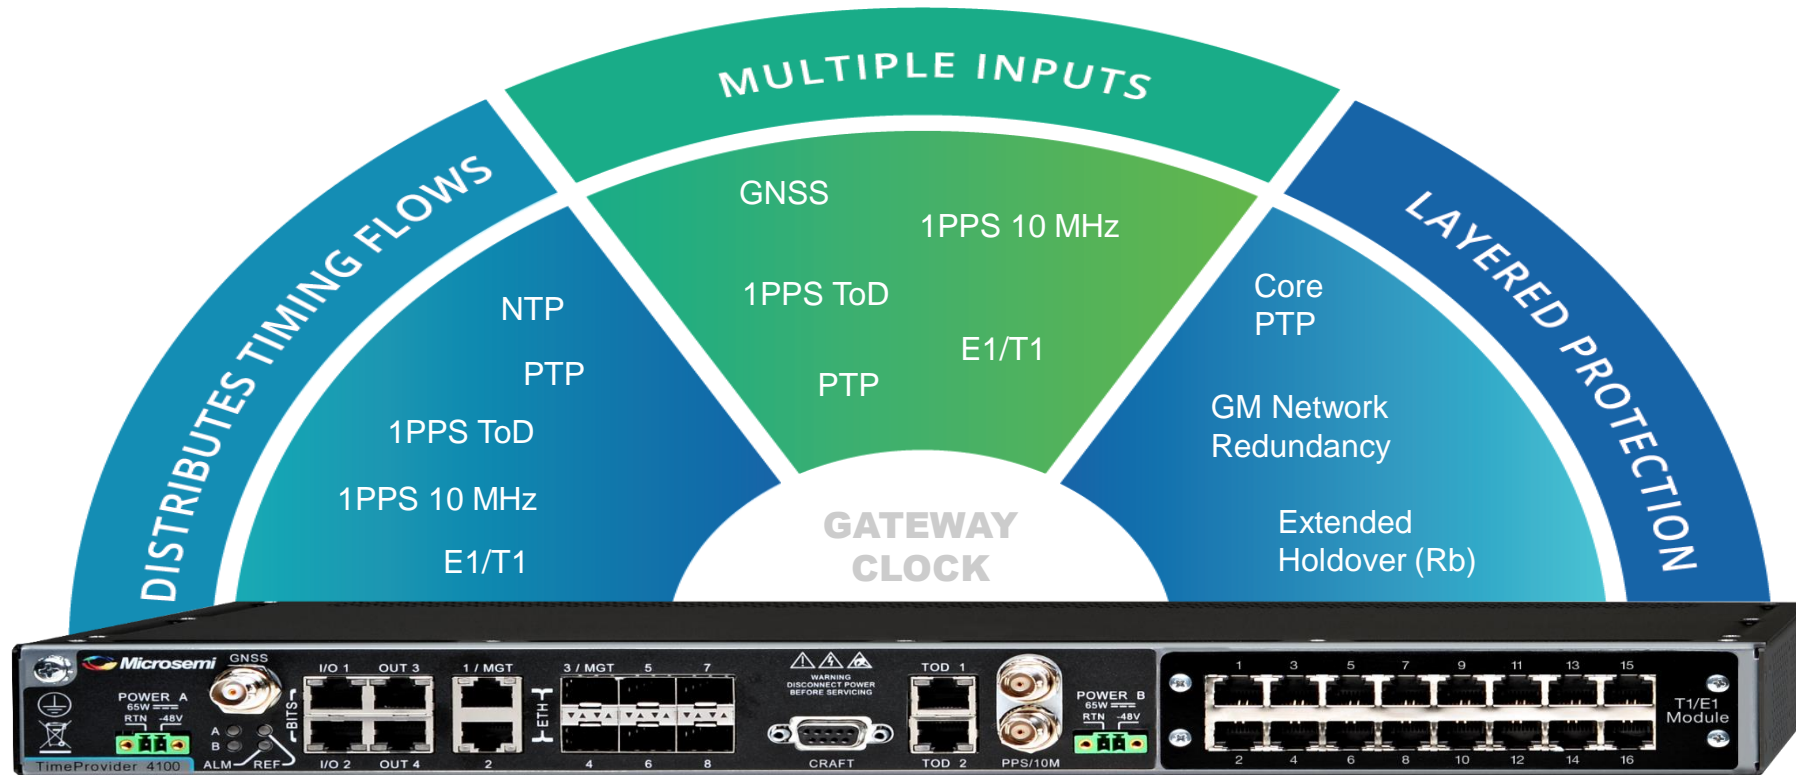 MULTIPLE INPUTS
DISTRIBUTES TIMING FLOWS
LAYERED PROTECTION
GNSS
1PPS 10 MHz
1PPS ToD
E1/T1
PTP
NTP
PTP
1PPS ToD
1PPS 10 MHz
E1/T1
Core
PTP
GM Network
Redundancy
Extended
Holdover (Rb)
GATEWAY
CLOCK
Microsemi
GNSS
POWER A
65W
RTN -48V
A
B
ALM REF
TimeProvider 4100
BITS
I/O 1 OUT 3
I/O 2 OUT 4
1 / MGT
2
ETH
3 / MGT 5 7
4 6 8
WARNING
DISCONNECT POWER
BEFORE SERVICING
CRAFT
TOD 1
TOD 2
PPS/10M
POWER B
65W
RTN -48V
1 3 5 7 9 11 13 15
2 4 6 8 10 12 14 16
T1/E1
Module